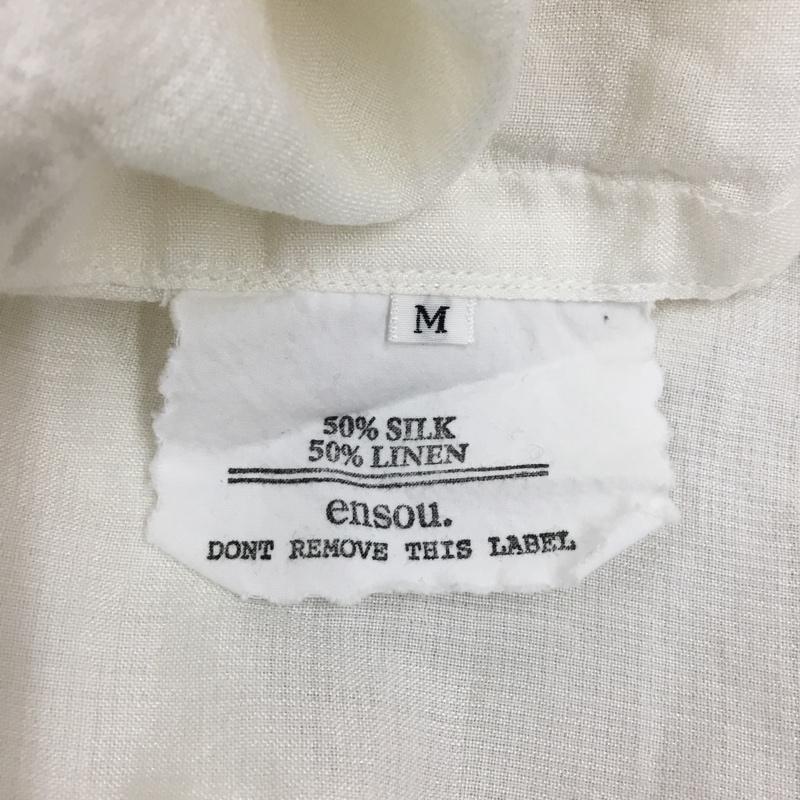 M
50% SILK
50% LINEN
ensou.
DONT REMOVE THIS LABEL